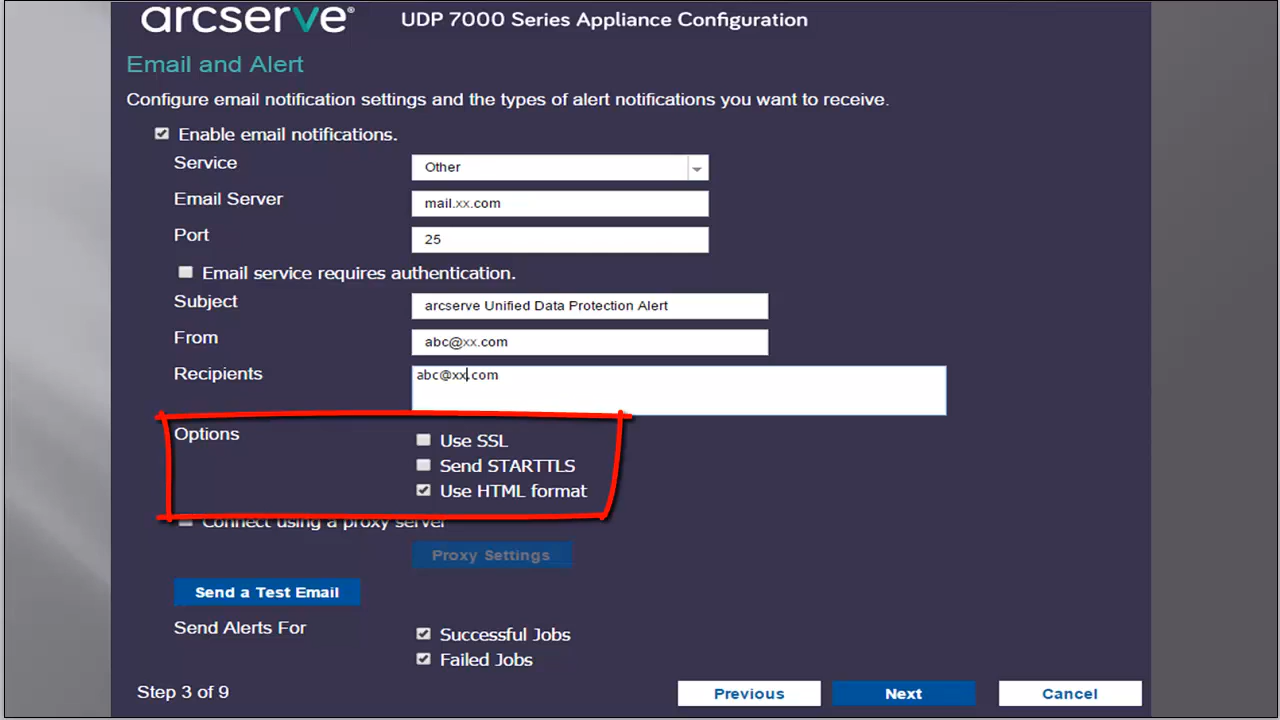 arcserve®
UDP 7000 Series Appliance Configuration
Email and Alert
Configure email notification settings and the types of alert notifications you want to receive.
Enable email notifications.
Service
Other
Email Server
mail.xx.com
Port
25
Email service requires authentication.
Subject
arcserve Unified Data Protection Alert
From
abc@xx.com
Recipients
abc@xx.com
Options
Use SSL
Send STARTTLS
Use HTML format
Connect using a proxy server
Proxy Settings
Send a Test Email
Send Alerts For
Successful Jobs
Failed Jobs
Step 3 of 9
Previous
Next
Cancel